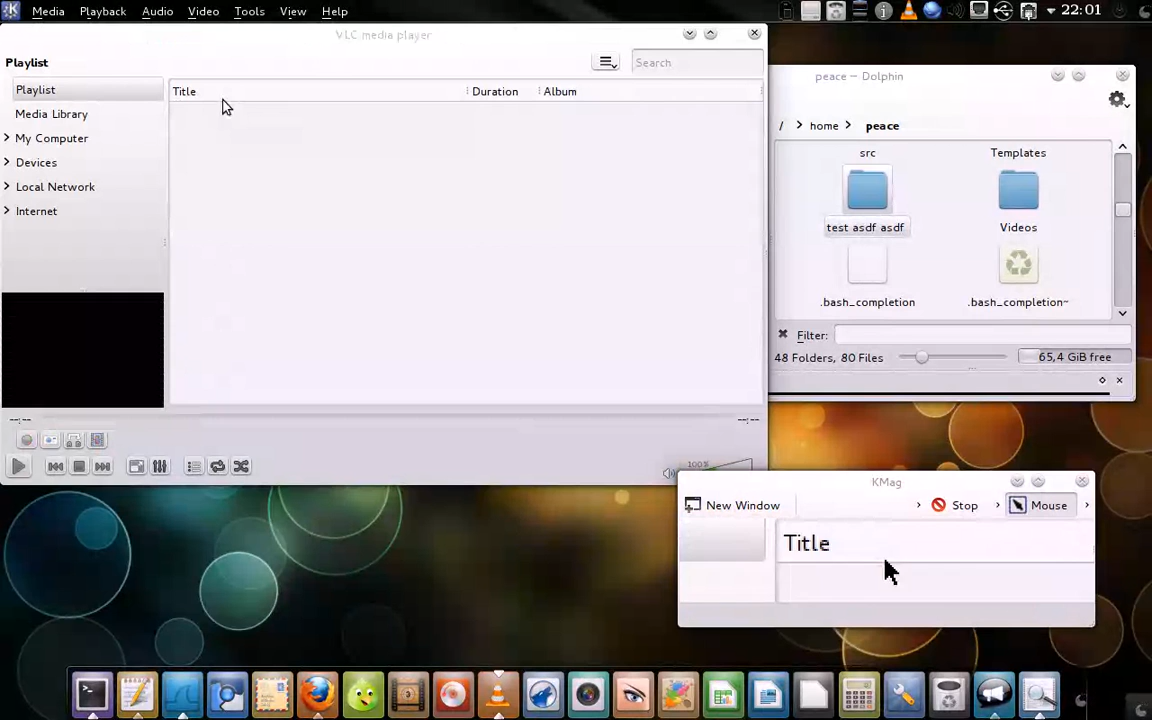 Media Playback Audio Video Tools View Help 22:01
VLC media player
Playlist
Search
Playlist
Media Library
My Computer
Devices
Local Network
Internet
Title Duration Album
--:-- --:--
100%
peace – Dolphin
/ home peace
src Templates
test asdf asdf Videos
.bash_completion .bash_completion~
Filter:
48 Folders, 80 Files 65,4 GiB free
KMag
New Window Stop Mouse
Title